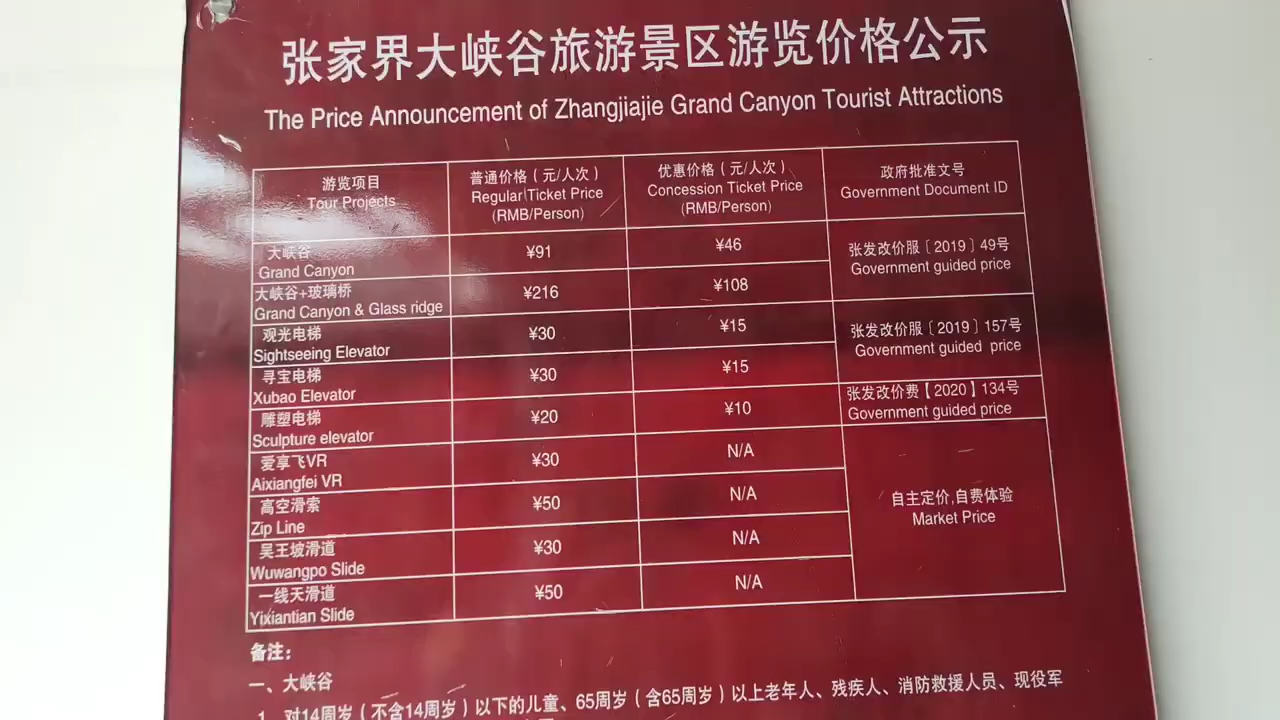 张家界大峡谷旅游景区游览价格公示
The Price Announcement of Zhangjiajie Grand Canyon Tourist Attractions
游览项目
Tour Projects
普通价格（元/人次）
Regular Ticket Price
(RMB/Person)
优惠价格（元/人次）
Concession Ticket Price
(RMB/Person)
政府批准文号
Government Document ID
大峡谷
Grand Canyon
¥91
¥46
张发改价服〔2019〕49号
Government guided price
大峡谷+玻璃桥
Grand Canyon & Glass ridge
¥216
¥108
观光电梯
Sightseeing Elevator
¥30
¥15
张发改价服〔2019〕157号
Government guided price
寻宝电梯
Xubao Elevator
¥30
¥15
雕塑电梯
Sculpture elevator
¥20
¥10
张发改价费【2020】134号
Government guided price
爱享飞VR
Aixiangfei VR
¥30
N/A
自主定价,自费体验
Market Price
高空滑索
Zip Line
¥50
N/A
吴王坡滑道
Wuwangpo Slide
¥30
N/A
一线天滑道
Yixiantian Slide
¥50
N/A
备注：
一、大峡谷
1、对14周岁（不含14周岁）以下的儿童、65周岁（含65周岁）以上老年人、残疾人、消防救援人员、现役军